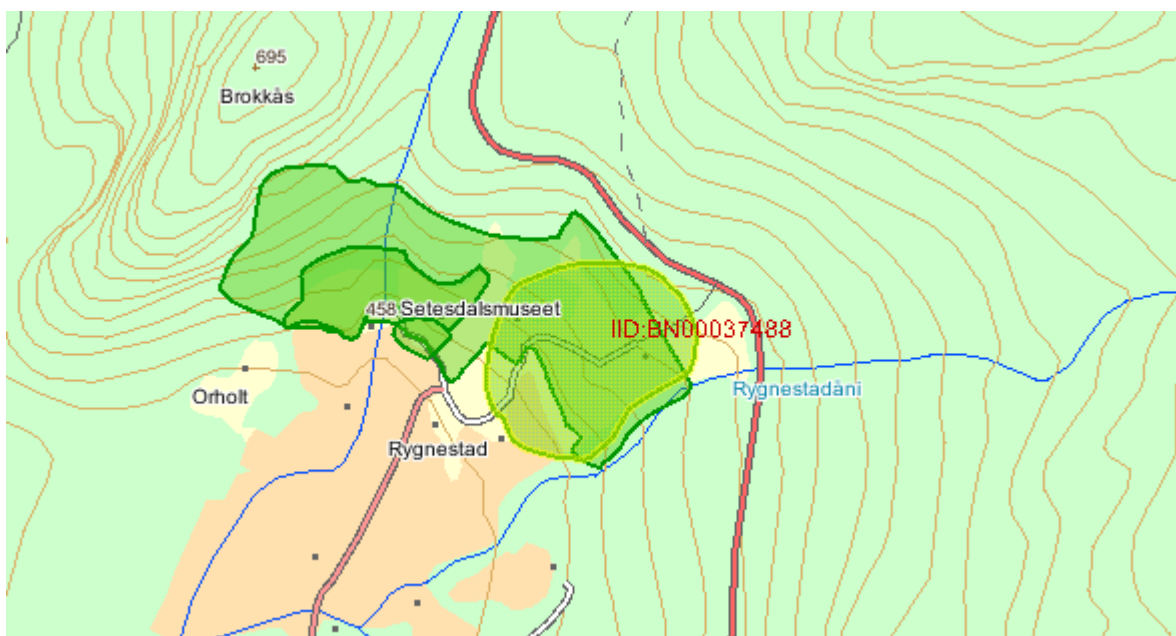 695
Brokkås
458 Setesdalsmuseet
IID:BN00037488
Orholt
Rygnestadåni
Rygnestad